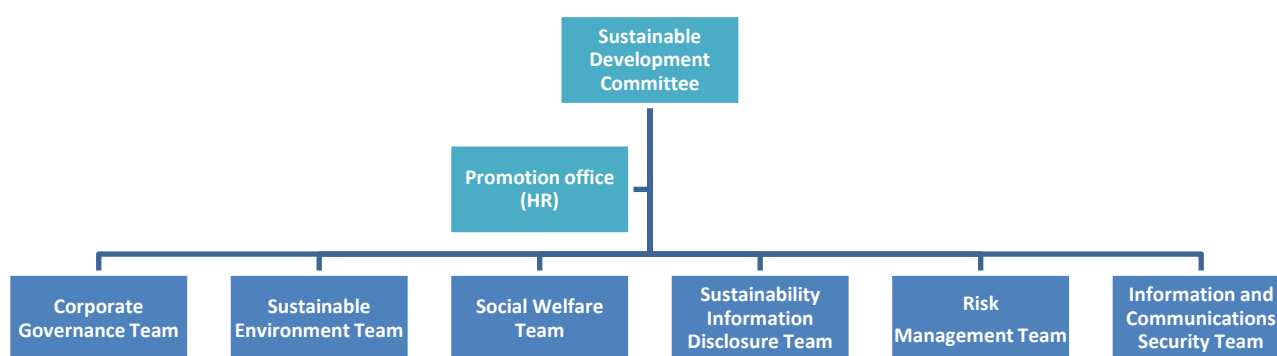 Sustainable
Development
Committee
Promotion office
(HR)
Corporate
Governance Team
Sustainable
Environment Team
Social Welfare
Team
Sustainability
Information
Disclosure Team
Risk
Management Team
Information and
Communications
Security Team